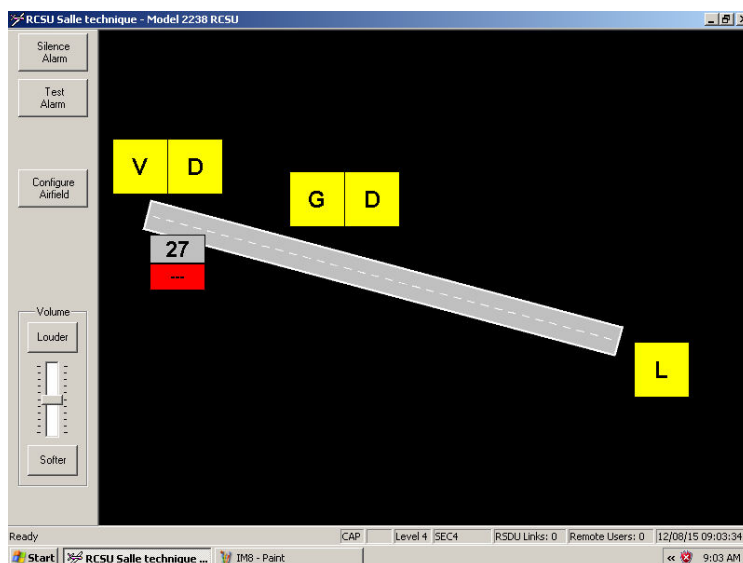 RCSU Salle technique - Model 2238 RCSU
Silence
Alarm
Test
Alarm
Configure
Airfield
Volume
Louder
Softer
V D
G D
27
---
L
Ready CAP Level 4 SEC4 RSDU Links: 0 Remote Users: 0 12/08/15 09:03:34
Start RCSU Salle technique ... IM8 - Paint « 9:03 AM